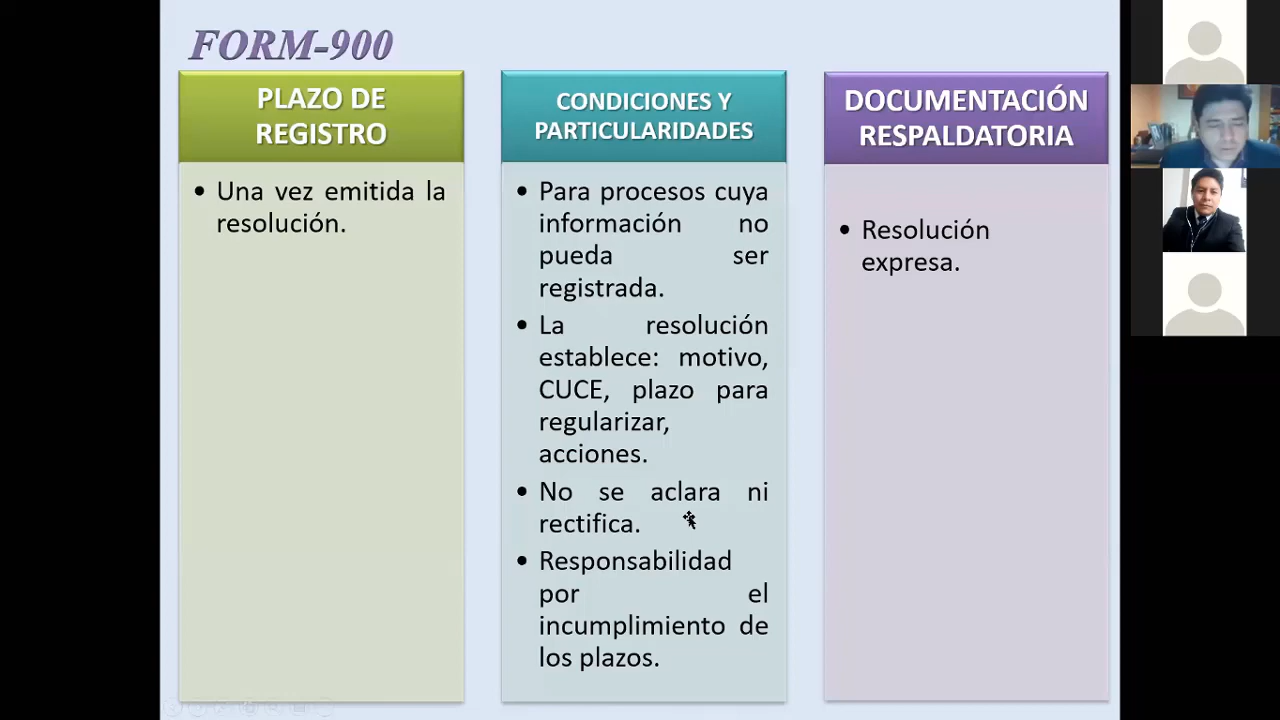 FORM-900
PLAZO DE
REGISTRO
• Una vez emitida la
resolución.
CONDICIONES Y
PARTICULARIDADES
• Para procesos cuya
información no
pueda ser
registrada.
• La resolución
establece: motivo,
CUCE, plazo para
regularizar,
acciones.
• No se aclara ni
rectifica.
• Responsabilidad
por el
incumplimiento de
los plazos.
DOCUMENTACIÓN
RESPALDATORIA
• Resolución
expresa.